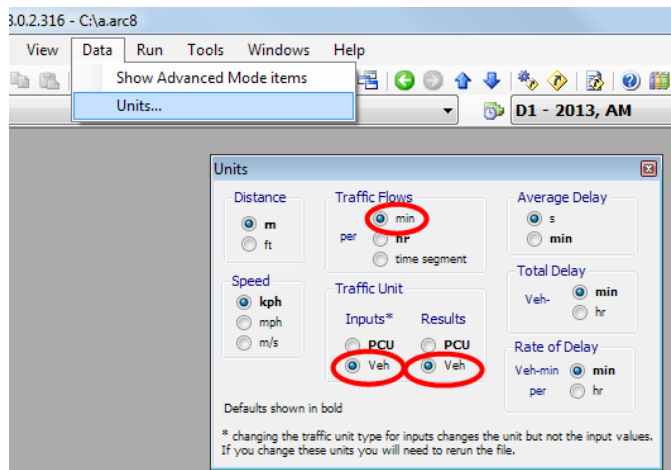 3.0.2.316 - C:\a.arc8
View Data Run Tools Windows Help
Show Advanced Mode items
Units...
D1 - 2013, AM
Units
Distance
m
ft
Speed
kph
mph
m/s
Traffic Flows
per
min
hr
time segment
Traffic Unit
Inputs* Results
PCU PCU
Veh Veh
Average Delay
s
min
Total Delay
Veh-
min
hr
Rate of Delay
Veh-min
per
min
hr
Defaults shown in bold
* changing the traffic unit type for inputs changes the unit but not the input values.
If you change these units you will need to rerun the file.